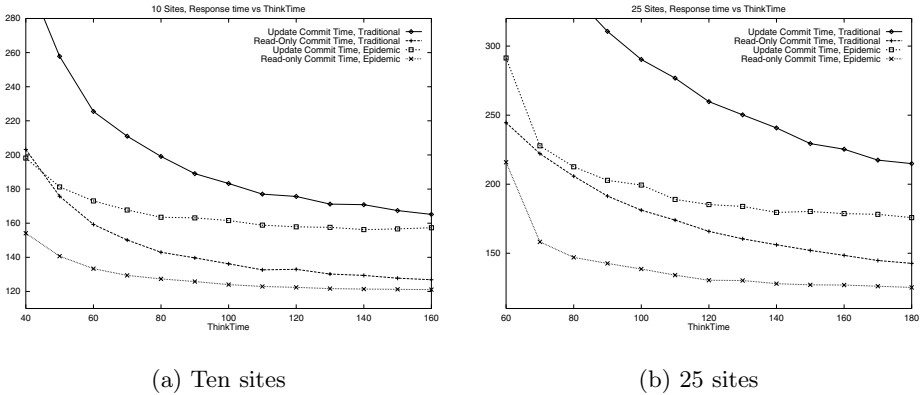 10 Sites, Response time vs ThinkTime
280
260
240
220
200
180
160
140
120
40
60
80
100
120
140
160
ThinkTime
Update Commit Time, Traditional
Read-Only Commit Time, Traditional
Update Commit Time, Epidemic
Read-only Commit Time, Epidemic
(a) Ten sites
25 Sites, Response time vs ThinkTime
300
250
200
150
60
80
100
120
140
160
180
ThinkTime
Update Commit Time, Traditional
Read-Only Commit Time, Traditional
Update Commit Time, Epidemic
Read-only Commit Time, Epidemic
(b) 25 sites